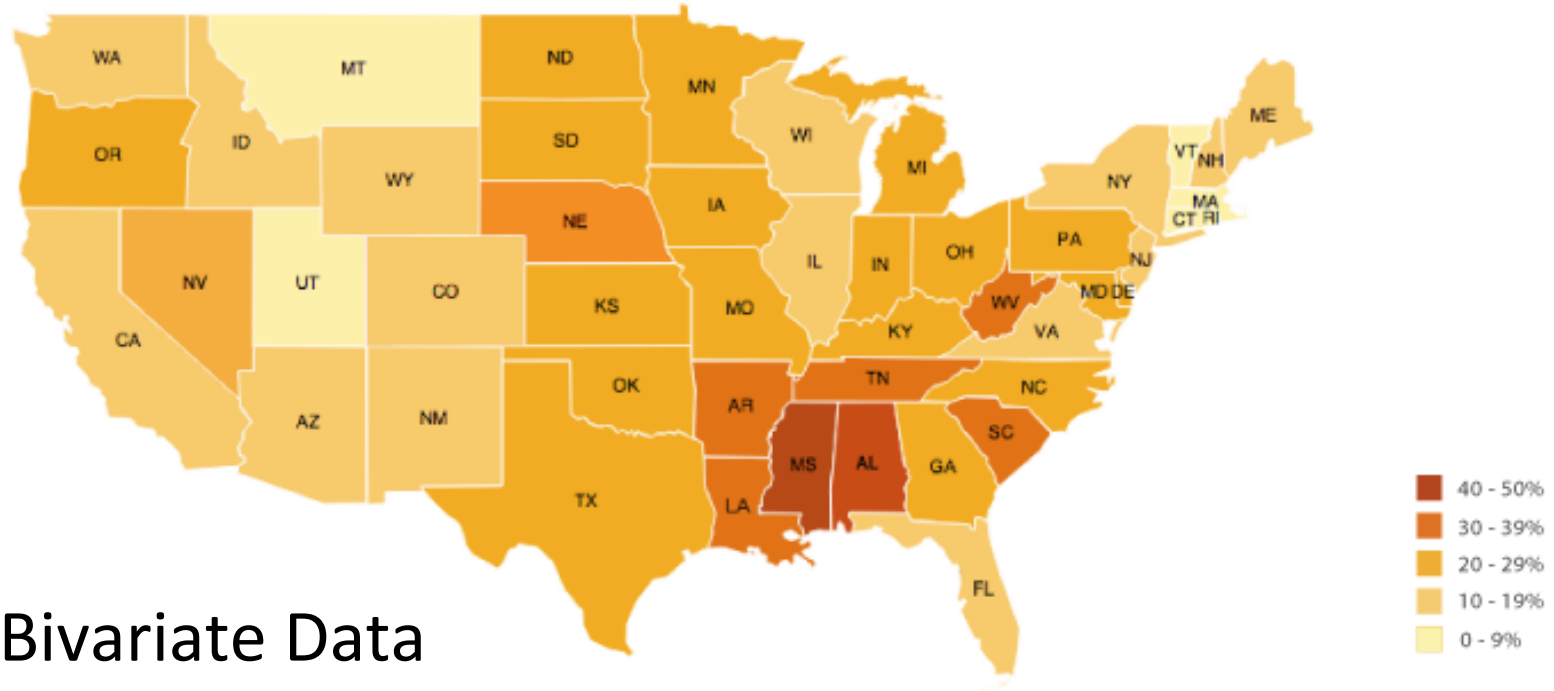 WA
MT
ND
MN
OR
ID
WY
SD
WI
MI
NE
IA
NV
UT
CO
KS
MO
IL
IN
OH
PA
NY
VT
NH
ME
MA
CT RI
NJ
MD DE
WV
VA
KY
CA
AZ
NM
OK
TX
AR
TN
NC
SC
MS
AL
GA
LA
FL
40 - 50%
30 - 39%
20 - 29%
10 - 19%
0 - 9%
Bivariate Data